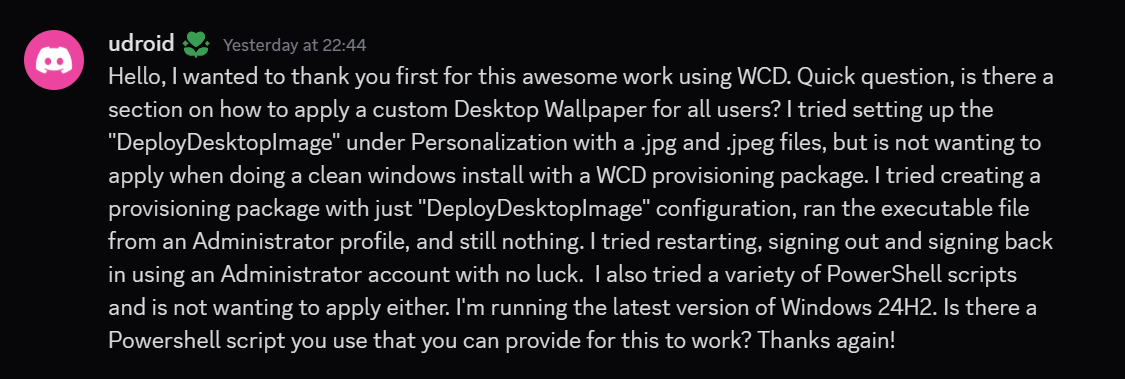 udroid Yesterday at 22:44
Hello, I wanted to thank you first for this awesome work using WCD. Quick question, is there a
section on how to apply a custom Desktop Wallpaper for all users? I tried setting up the
"DeployDesktopImage" under Personalization with a .jpg and .jpeg files, but is not wanting to
apply when doing a clean windows install with a WCD provisioning package. I tried creating a
provisioning package with just "DeployDesktopImage" configuration, ran the executable file
from an Administrator profile, and still nothing. I tried restarting, signing out and signing back
in using an Administrator account with no luck.  I also tried a variety of PowerShell scripts
and is not wanting to apply either. I'm running the latest version of Windows 24H2. Is there a
Powershell script you use that you can provide for this to work? Thanks again!